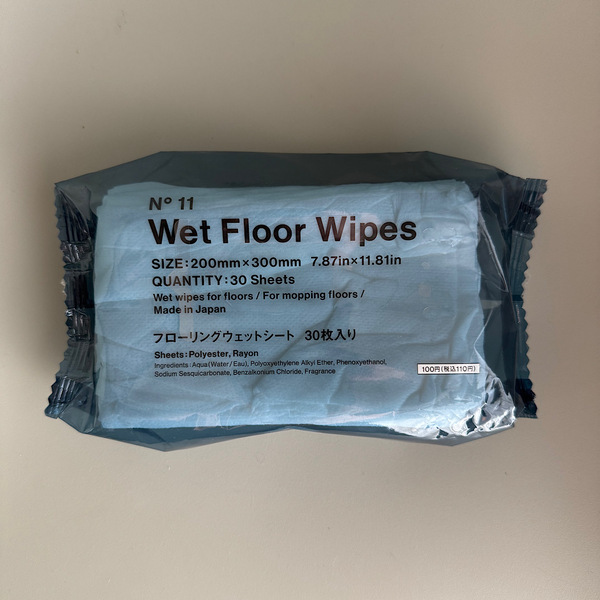 N° 11
Wet Floor Wipes
SIZE:200mm×300mm 7.87in×11.81in
QUANTITY:30 Sheets
Wet wipes for floors / For mopping floors /
Made in Japan
フローリングウェットシート 30枚入り
Sheets:Polyester, Rayon
Ingredients:Aqua(Water/Eau), Polyoxyethylene Alkyl Ether, Phenoxyethanol,
Sodium Sesquicarbonate, Benzalkonium Chloride, Fragrance
100円(税込110円)